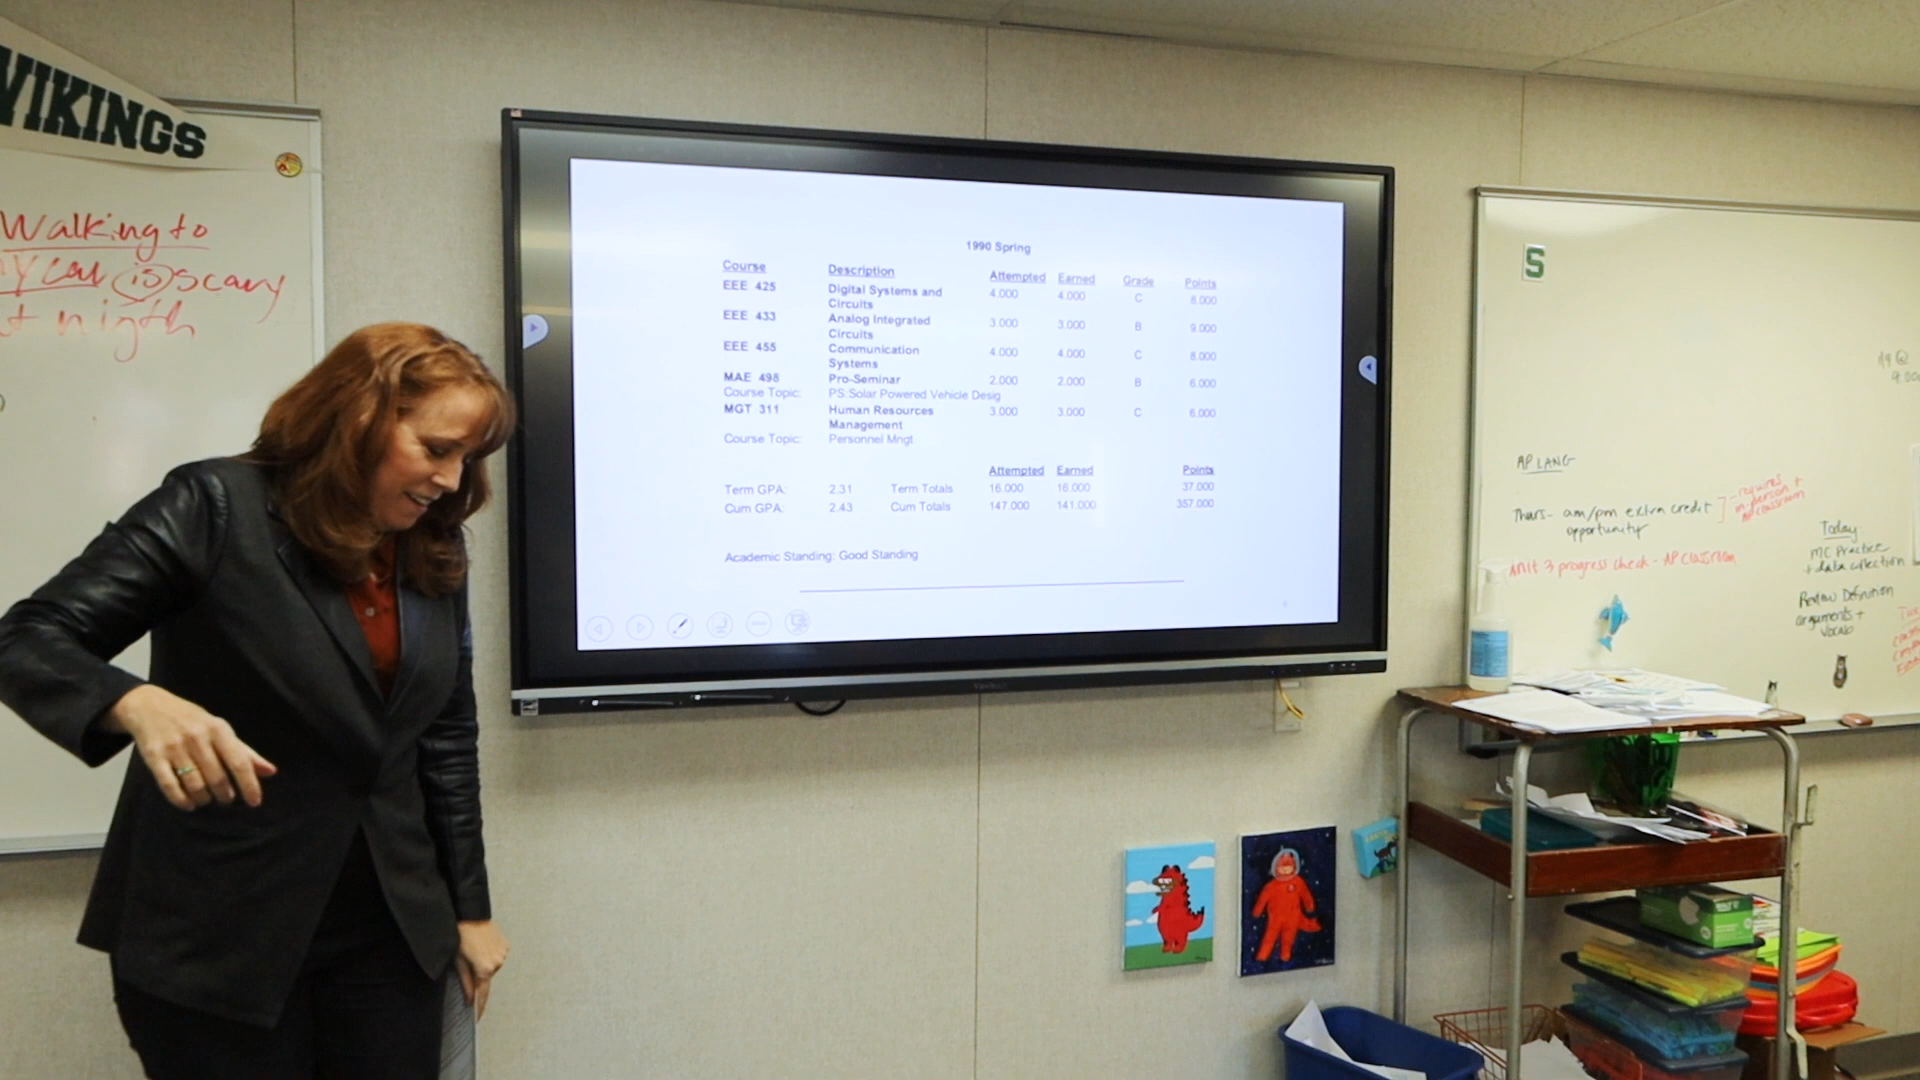 VIKINGS
Walking to
car is scary
nigth
1990 Spring
Course Description Attempted Earned Grade Points
EEE 425 Digital Systems and Circuits 4.000 4.000 C 8.000
EEE 433 Analog Integrated Circuits 3.000 3.000 B 9.000
EEE 455 Communication Systems 4.000 4.000 C 8.000
MAE 498 Pro-Seminar 2.000 2.000 B 6.000
Course Topic: PS:Solar Powered Vehicle Desig
MGT 311 Human Resources Management 3.000 3.000 C 6.000
Course Topic: Personnel Mngt
Attempted Earned Points
Term GPA: 2.31 Term Totals 16.000 16.000 37.000
Cum GPA: 2.43 Cum Totals 147.000 141.000 357.000
Academic Standing: Good Standing
S
AP LANG
Thurs- am/pm extra credit
opportunity
-requires
in-person +
AP Classroom
Unit 3 progress check - AP Classroom
Today:
MC Practice
+ data collection
Review Definition
arguments +
vocab